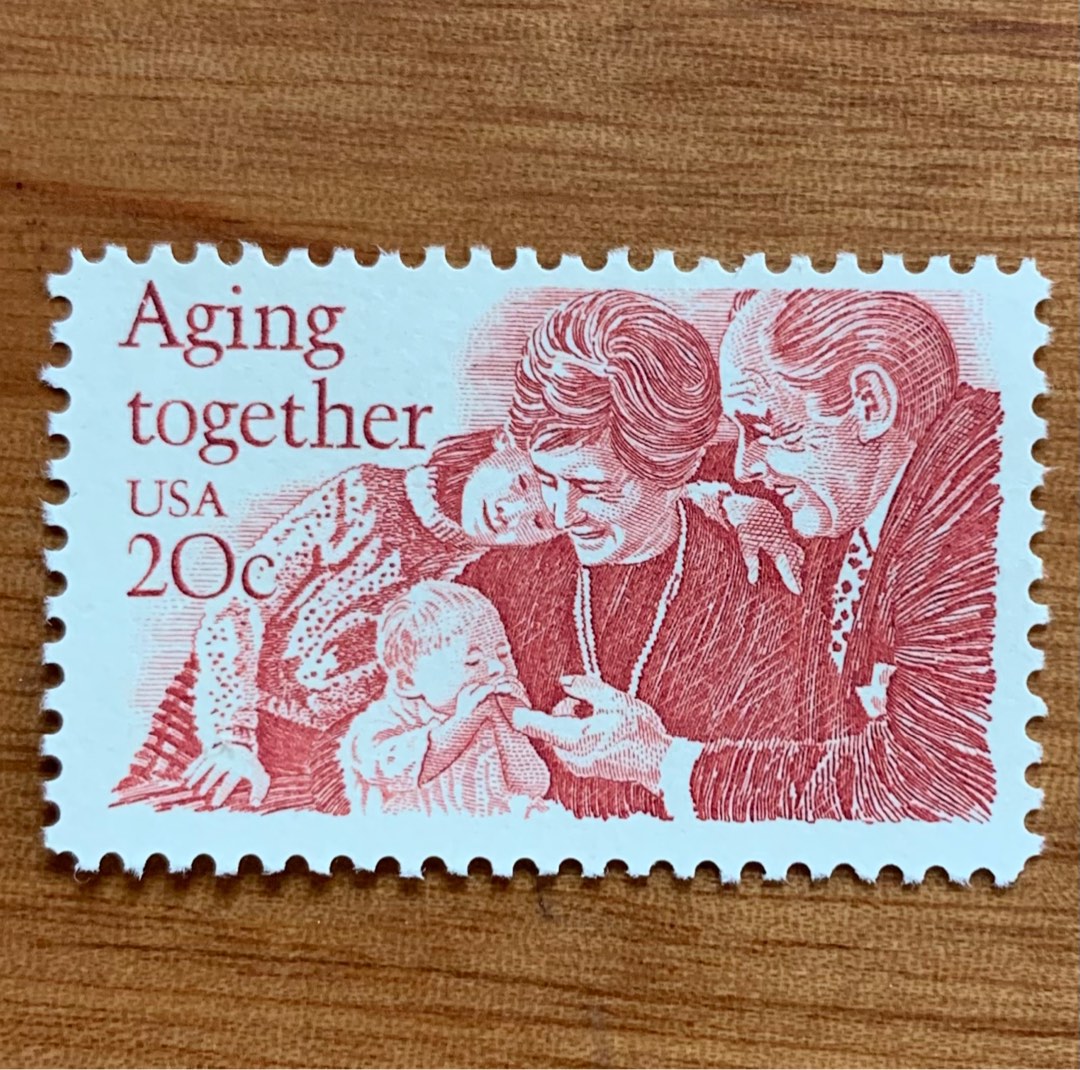 Aging
together
USA
20c